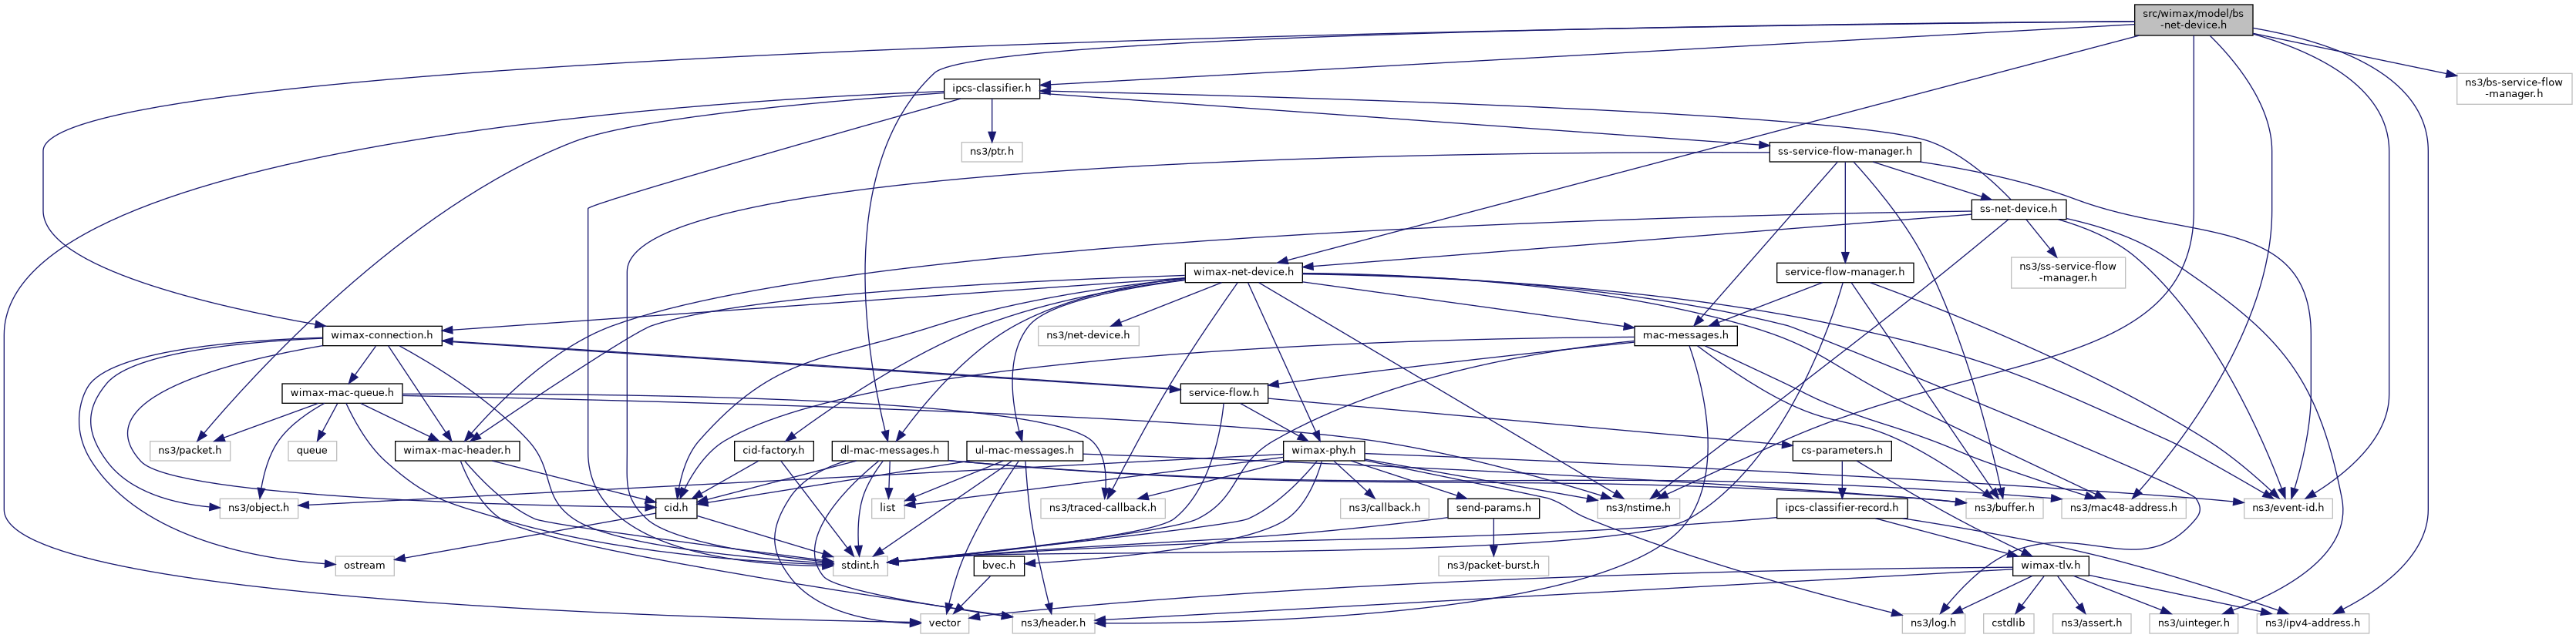 src/wimax/model/bs
-net-device.h
ipcs-classifier.h
ns3/bs-service-flow
-manager.h
ns3/ptr.h
ss-service-flow-manager.h
ss-net-device.h
wimax-net-device.h
service-flow-manager.h
ns3/ss-service-flow
-manager.h
wimax-connection.h
ns3/net-device.h
mac-messages.h
wimax-mac-queue.h
service-flow.h
ns3/packet.h
queue
wimax-mac-header.h
cid-factory.h
dl-mac-messages.h
ul-mac-messages.h
wimax-phy.h
cs-parameters.h
ns3/object.h
cid.h
list
ns3/traced-callback.h
ns3/callback.h
send-params.h
ns3/nstime.h
ipcs-classifier-record.h
ns3/buffer.h
ns3/mac48-address.h
ns3/event-id.h
ostream
stdint.h
bvec.h
ns3/packet-burst.h
wimax-tlv.h
vector
ns3/header.h
ns3/log.h
cstdlib
ns3/assert.h
ns3/uinteger.h
ns3/ipv4-address.h